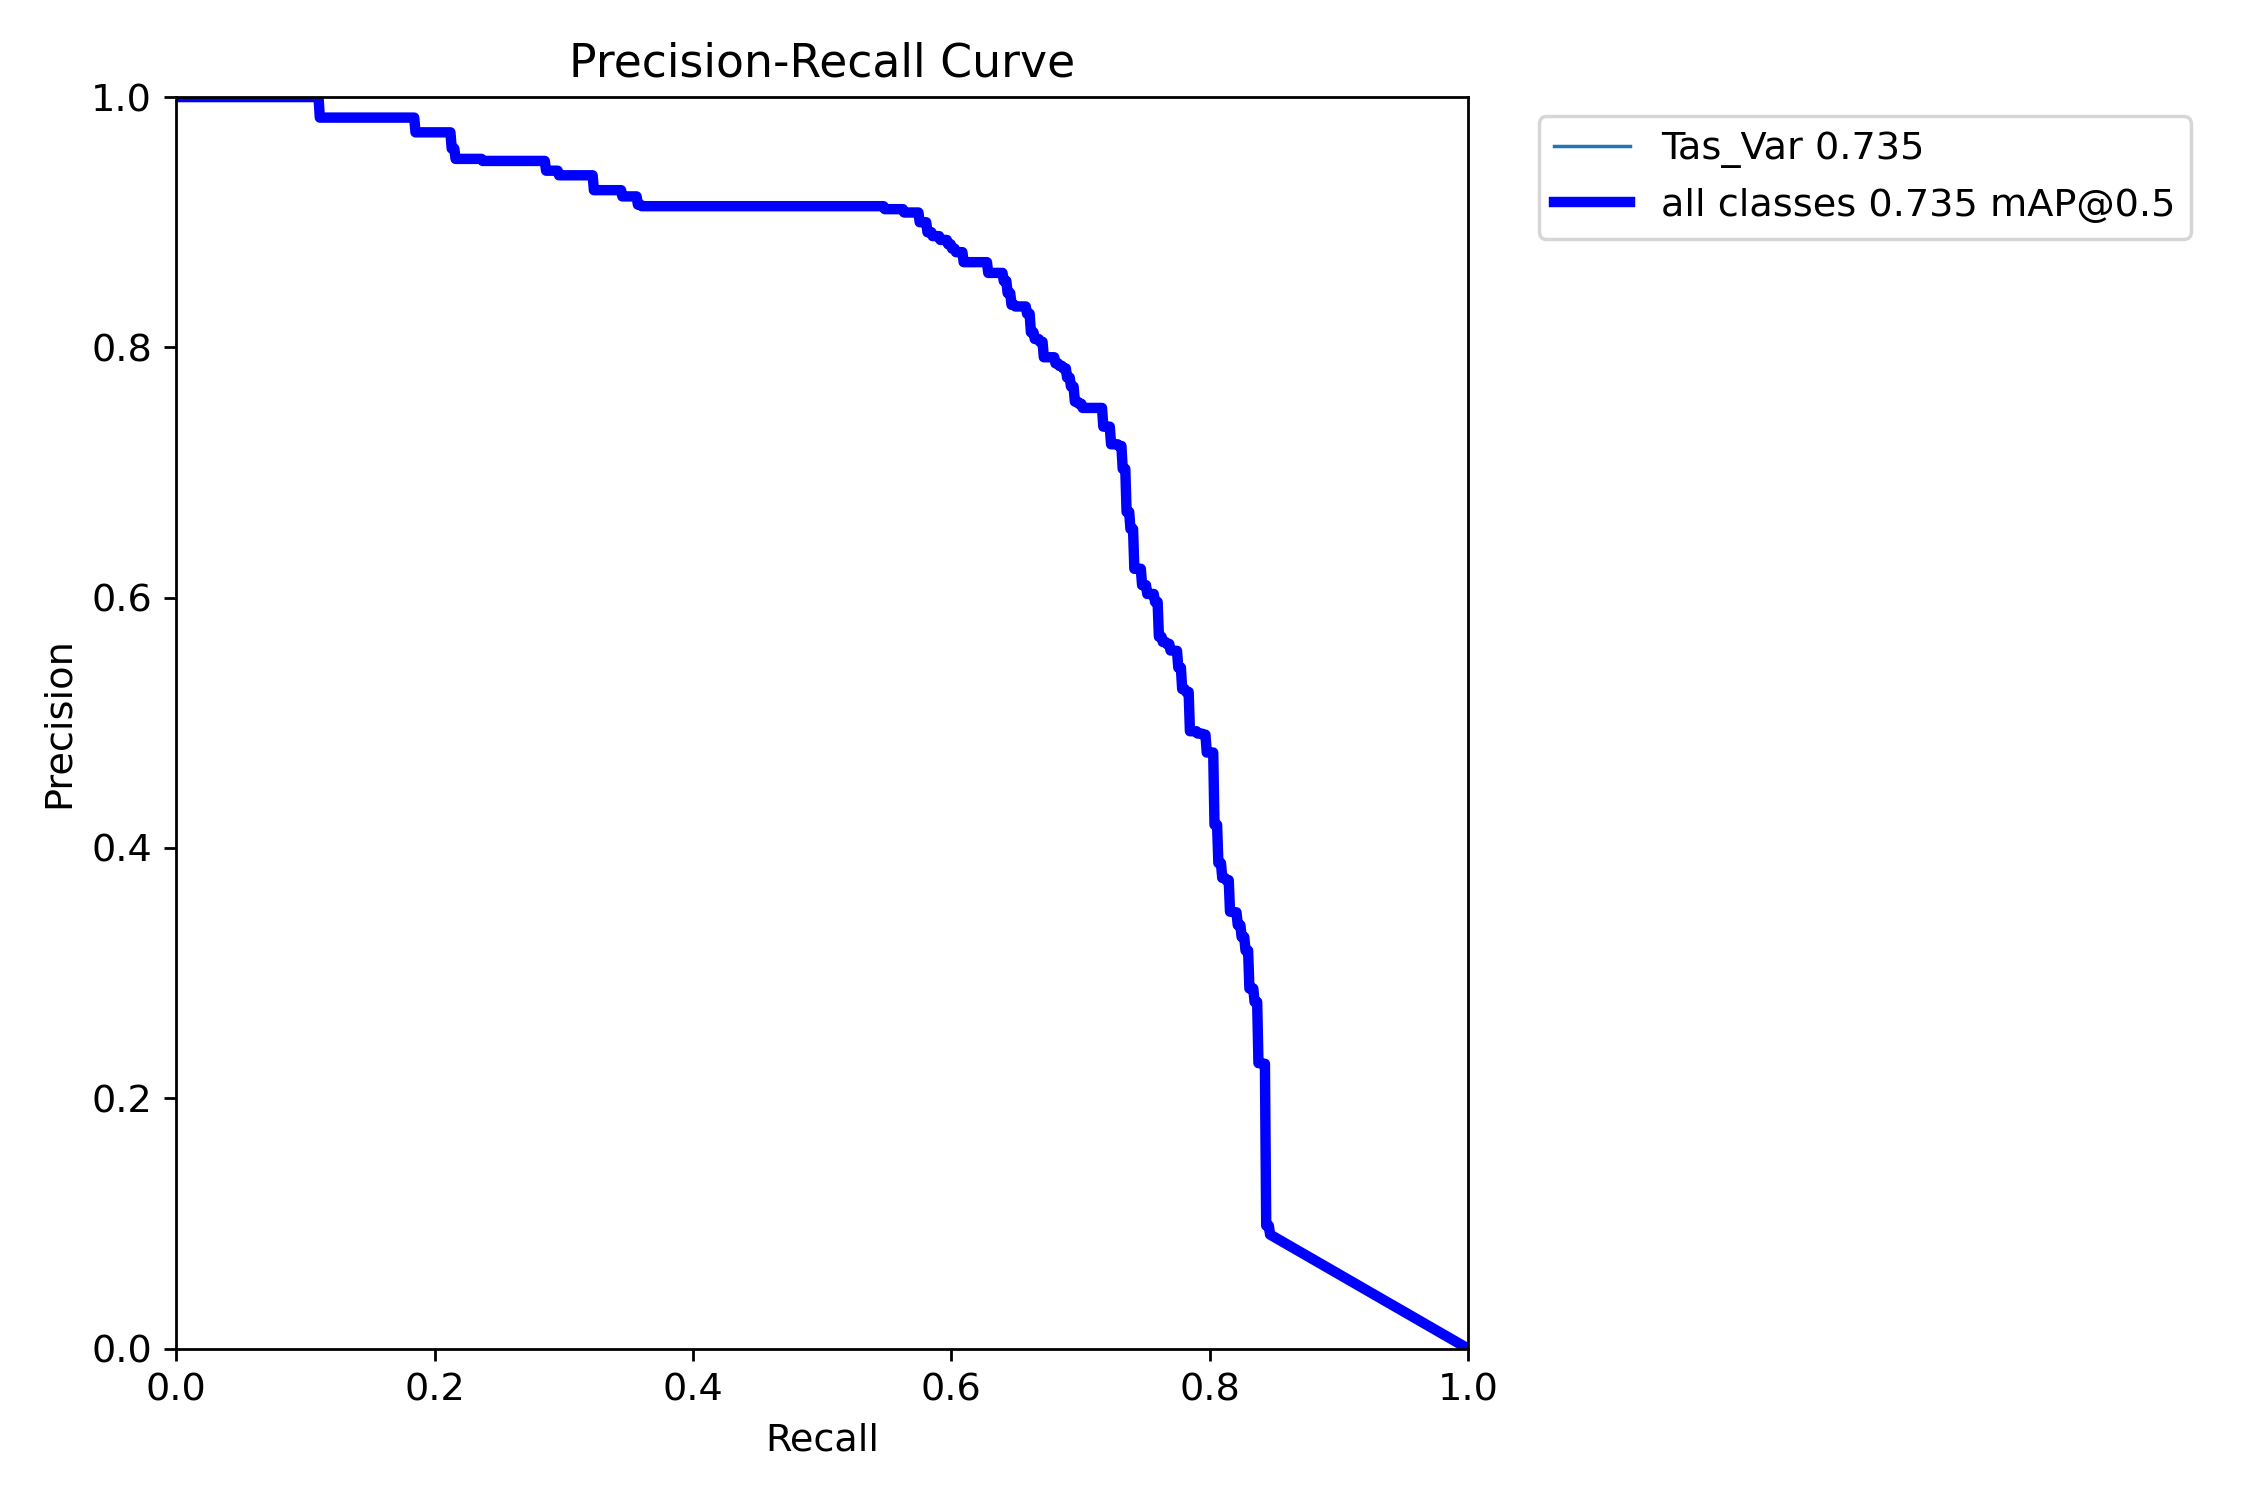 Precision-Recall Curve
1.0
0.8
0.6
0.4
0.2
0.0
Precision
0.0 0.2 0.4 0.6 0.8 1.0
Recall
Tas_Var 0.735
all classes 0.735 mAP@0.5